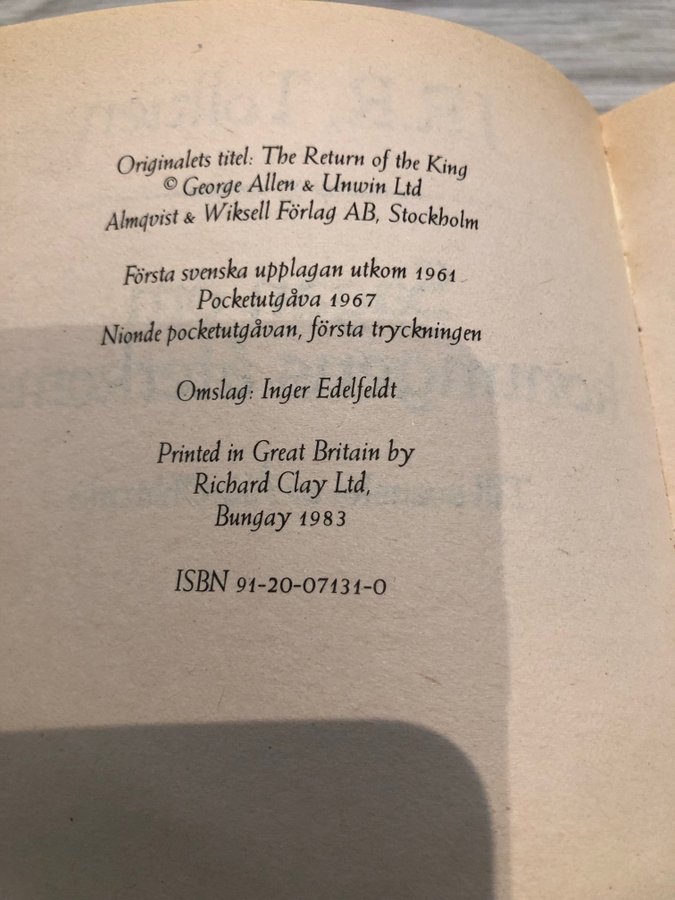 Originalets titel: The Return of the King
© George Allen & Unwin Ltd
Almqvist & Wiksell Förlag AB, Stockholm
Första svenska upplagan utkom 1961
Pocketutgåva 1967
Nionde pocketutgåvan, första tryckningen
Omslag: Inger Edelfeldt
Printed in Great Britain by
Richard Clay Ltd,
Bungay 1983
ISBN 91-20-07131-0